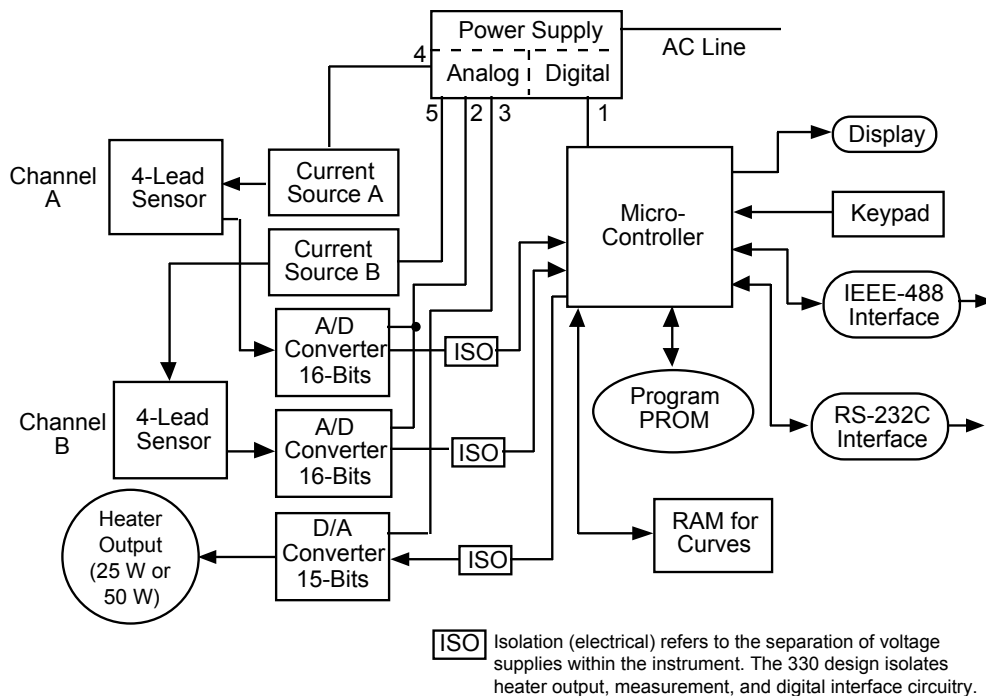 Power Supply
AC Line
4
Analog
Digital
5
2
3
1
Channel
A
4-Lead
Sensor
Current
Source A
Current
Source B
Micro-
Controller
Display
Keypad
IEEE-488
Interface
A/D
Converter
16-Bits
ISO
Program
PROM
Channel
B
4-Lead
Sensor
A/D
Converter
16-Bits
ISO
RS-232C
Interface
Heater
Output
(25 W or
50 W)
D/A
Converter
15-Bits
ISO
RAM for
Curves
ISO Isolation (electrical) refers to the separation of voltage
supplies within the instrument. The 330 design isolates
heater output, measurement, and digital interface circuitry.